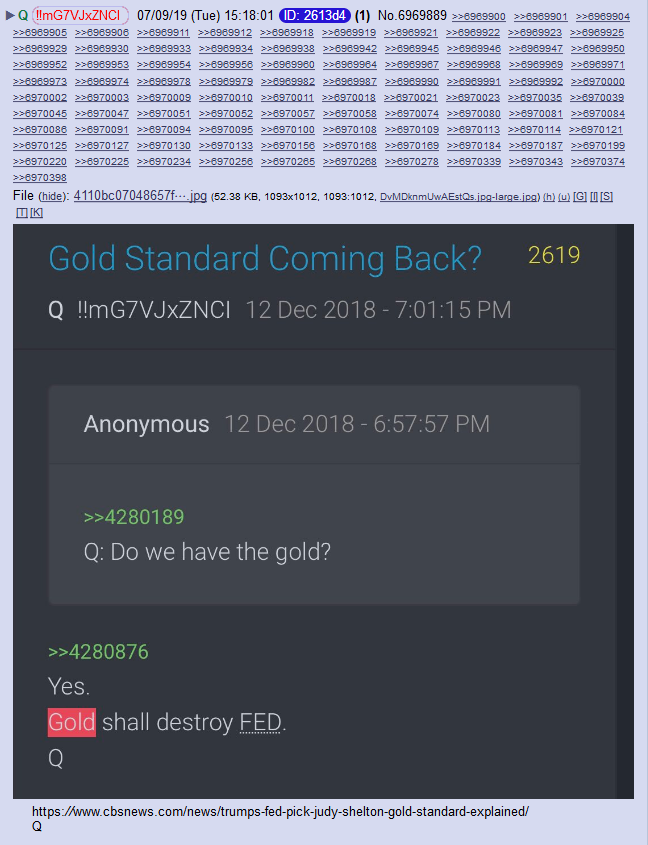 ▶ Q !!mG7VJxZNCI 07/09/19 (Tue) 15:18:01 ID: 2613d4 (1) No.6969889 >>6969900 >>6969901 >>6969904
>>6969905 >>6969906 >>6969911 >>6969912 >>6969918 >>6969919 >>6969921 >>6969922 >>6969923 >>6969925
>>6969929 >>6969930 >>6969933 >>6969934 >>6969938 >>6969942 >>6969945 >>6969946 >>6969947 >>6969950
>>6969952 >>6969953 >>6969954 >>6969956 >>6969960 >>6969964 >>6969967 >>6969968 >>6969969 >>6969971
>>6969973 >>6969974 >>6969978 >>6969979 >>6969982 >>6969987 >>6969990 >>6969991 >>6969992 >>6970000
>>6970002 >>6970003 >>6970009 >>6970010 >>6970011 >>6970018 >>6970021 >>6970023 >>6970035 >>6970039
>>6970045 >>6970047 >>6970051 >>6970052 >>6970057 >>6970058 >>6970074 >>6970080 >>6970081 >>6970084
>>6970086 >>6970091 >>6970094 >>6970095 >>6970100 >>6970108 >>6970109 >>6970113 >>6970114 >>6970121
>>6970125 >>6970127 >>6970130 >>6970133 >>6970156 >>6970168 >>6970169 >>6970184 >>6970187 >>6970199
>>6970220 >>6970225 >>6970234 >>6970256 >>6970265 >>6970268 >>6970278 >>6970339 >>6970343 >>6970374
>>6970398
File (hide): 4110bc07048657f⋯.jpg (52.38 KB, 1093x1012, 1093:1012, DvMDknmUwAEstQs.jpg-large.jpg) (h) (u) [G] [I] [S]
[T] [K]
Gold Standard Coming Back? 2619
Q !!mG7VJxZNCI 12 Dec 2018 - 7:01:15 PM
Anonymous 12 Dec 2018 - 6:57:57 PM
>>4280189
Q: Do we have the gold?
>>4280876
Yes.
Gold shall destroy FED.
Q
https://www.cbsnews.com/news/trumps-fed-pick-judy-shelton-gold-standard-explained/
Q